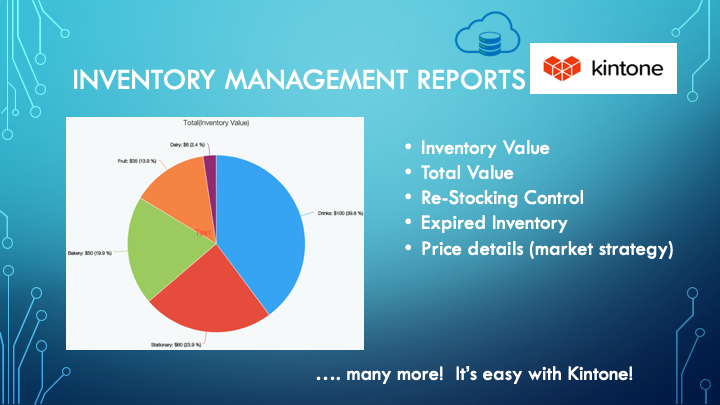 INVENTORY MANAGEMENT REPORTS
kintone
Total(Inventory Value)
Dairy: $6 (2.4 %)
Fruit: $35 (13.9 %)
Drinks: $100 (39.8 %)
Text
Bakery: $50 (19.9 %)
Stationary: $60 (23.9 %)
• Inventory Value
• Total Value
• Re-Stocking Control
• Expired Inventory
• Price details (market strategy)
…. many more! It's easy with Kintone!